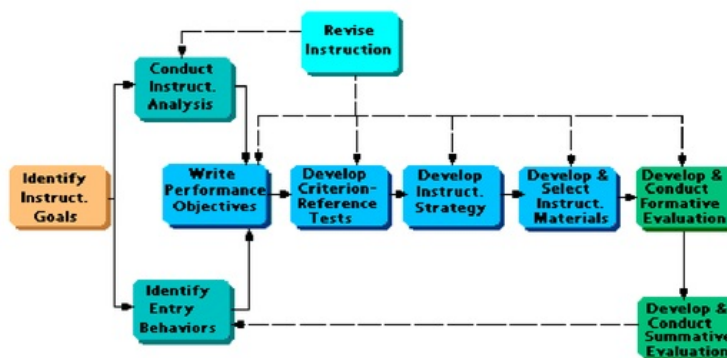 Revise
Instruction
Conduct
Instruct.
Analysis
Identify
Instruct.
Goals
Write
Performance
Objectives
Develop
Criterion-
Reference
Tests
Develop
Instruct.
Strategy
Develop &
Select Instruct.
Materials
Develop &
Conduct
Formative
Evaluation
Identify
Entry
Behaviors
Develop &
Conduct
Summative
Evaluation